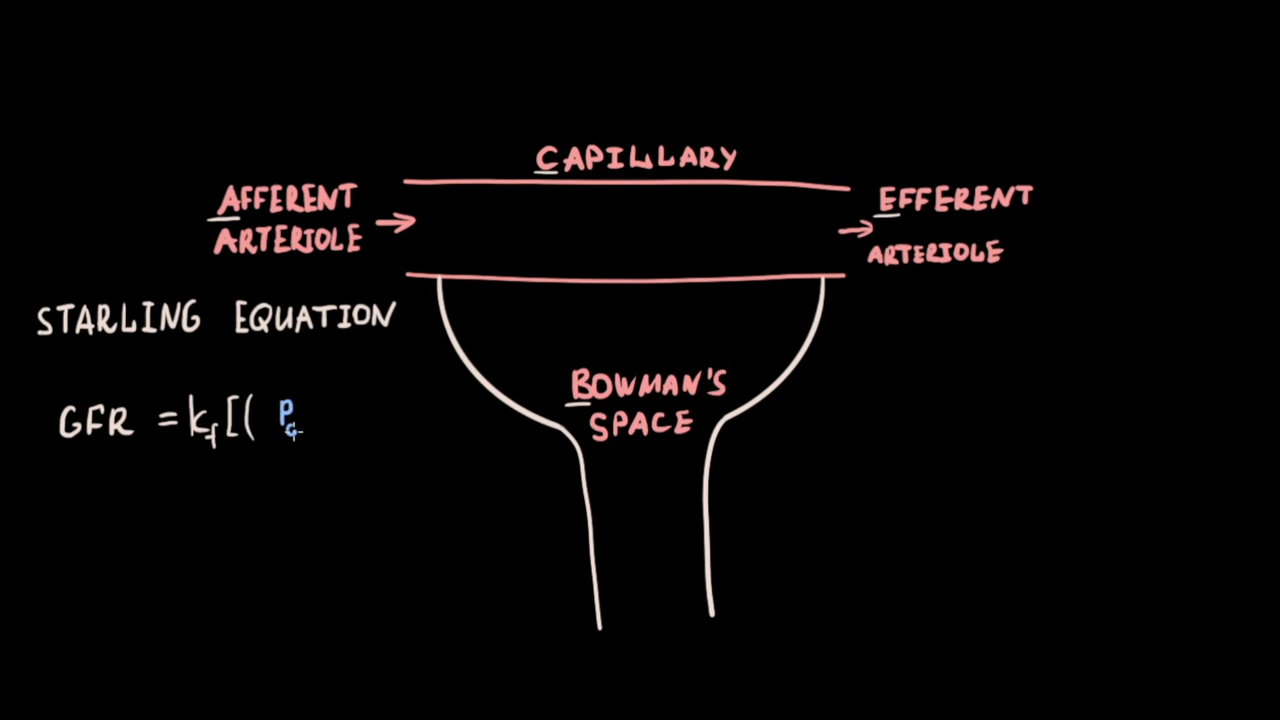 CAPILLARY
AFFERENT
ARTERIOLE
EFFERENT
ARTERIOLE
STARLING EQUATION
BOWMAN'S
SPACE
GFR = kf[( P